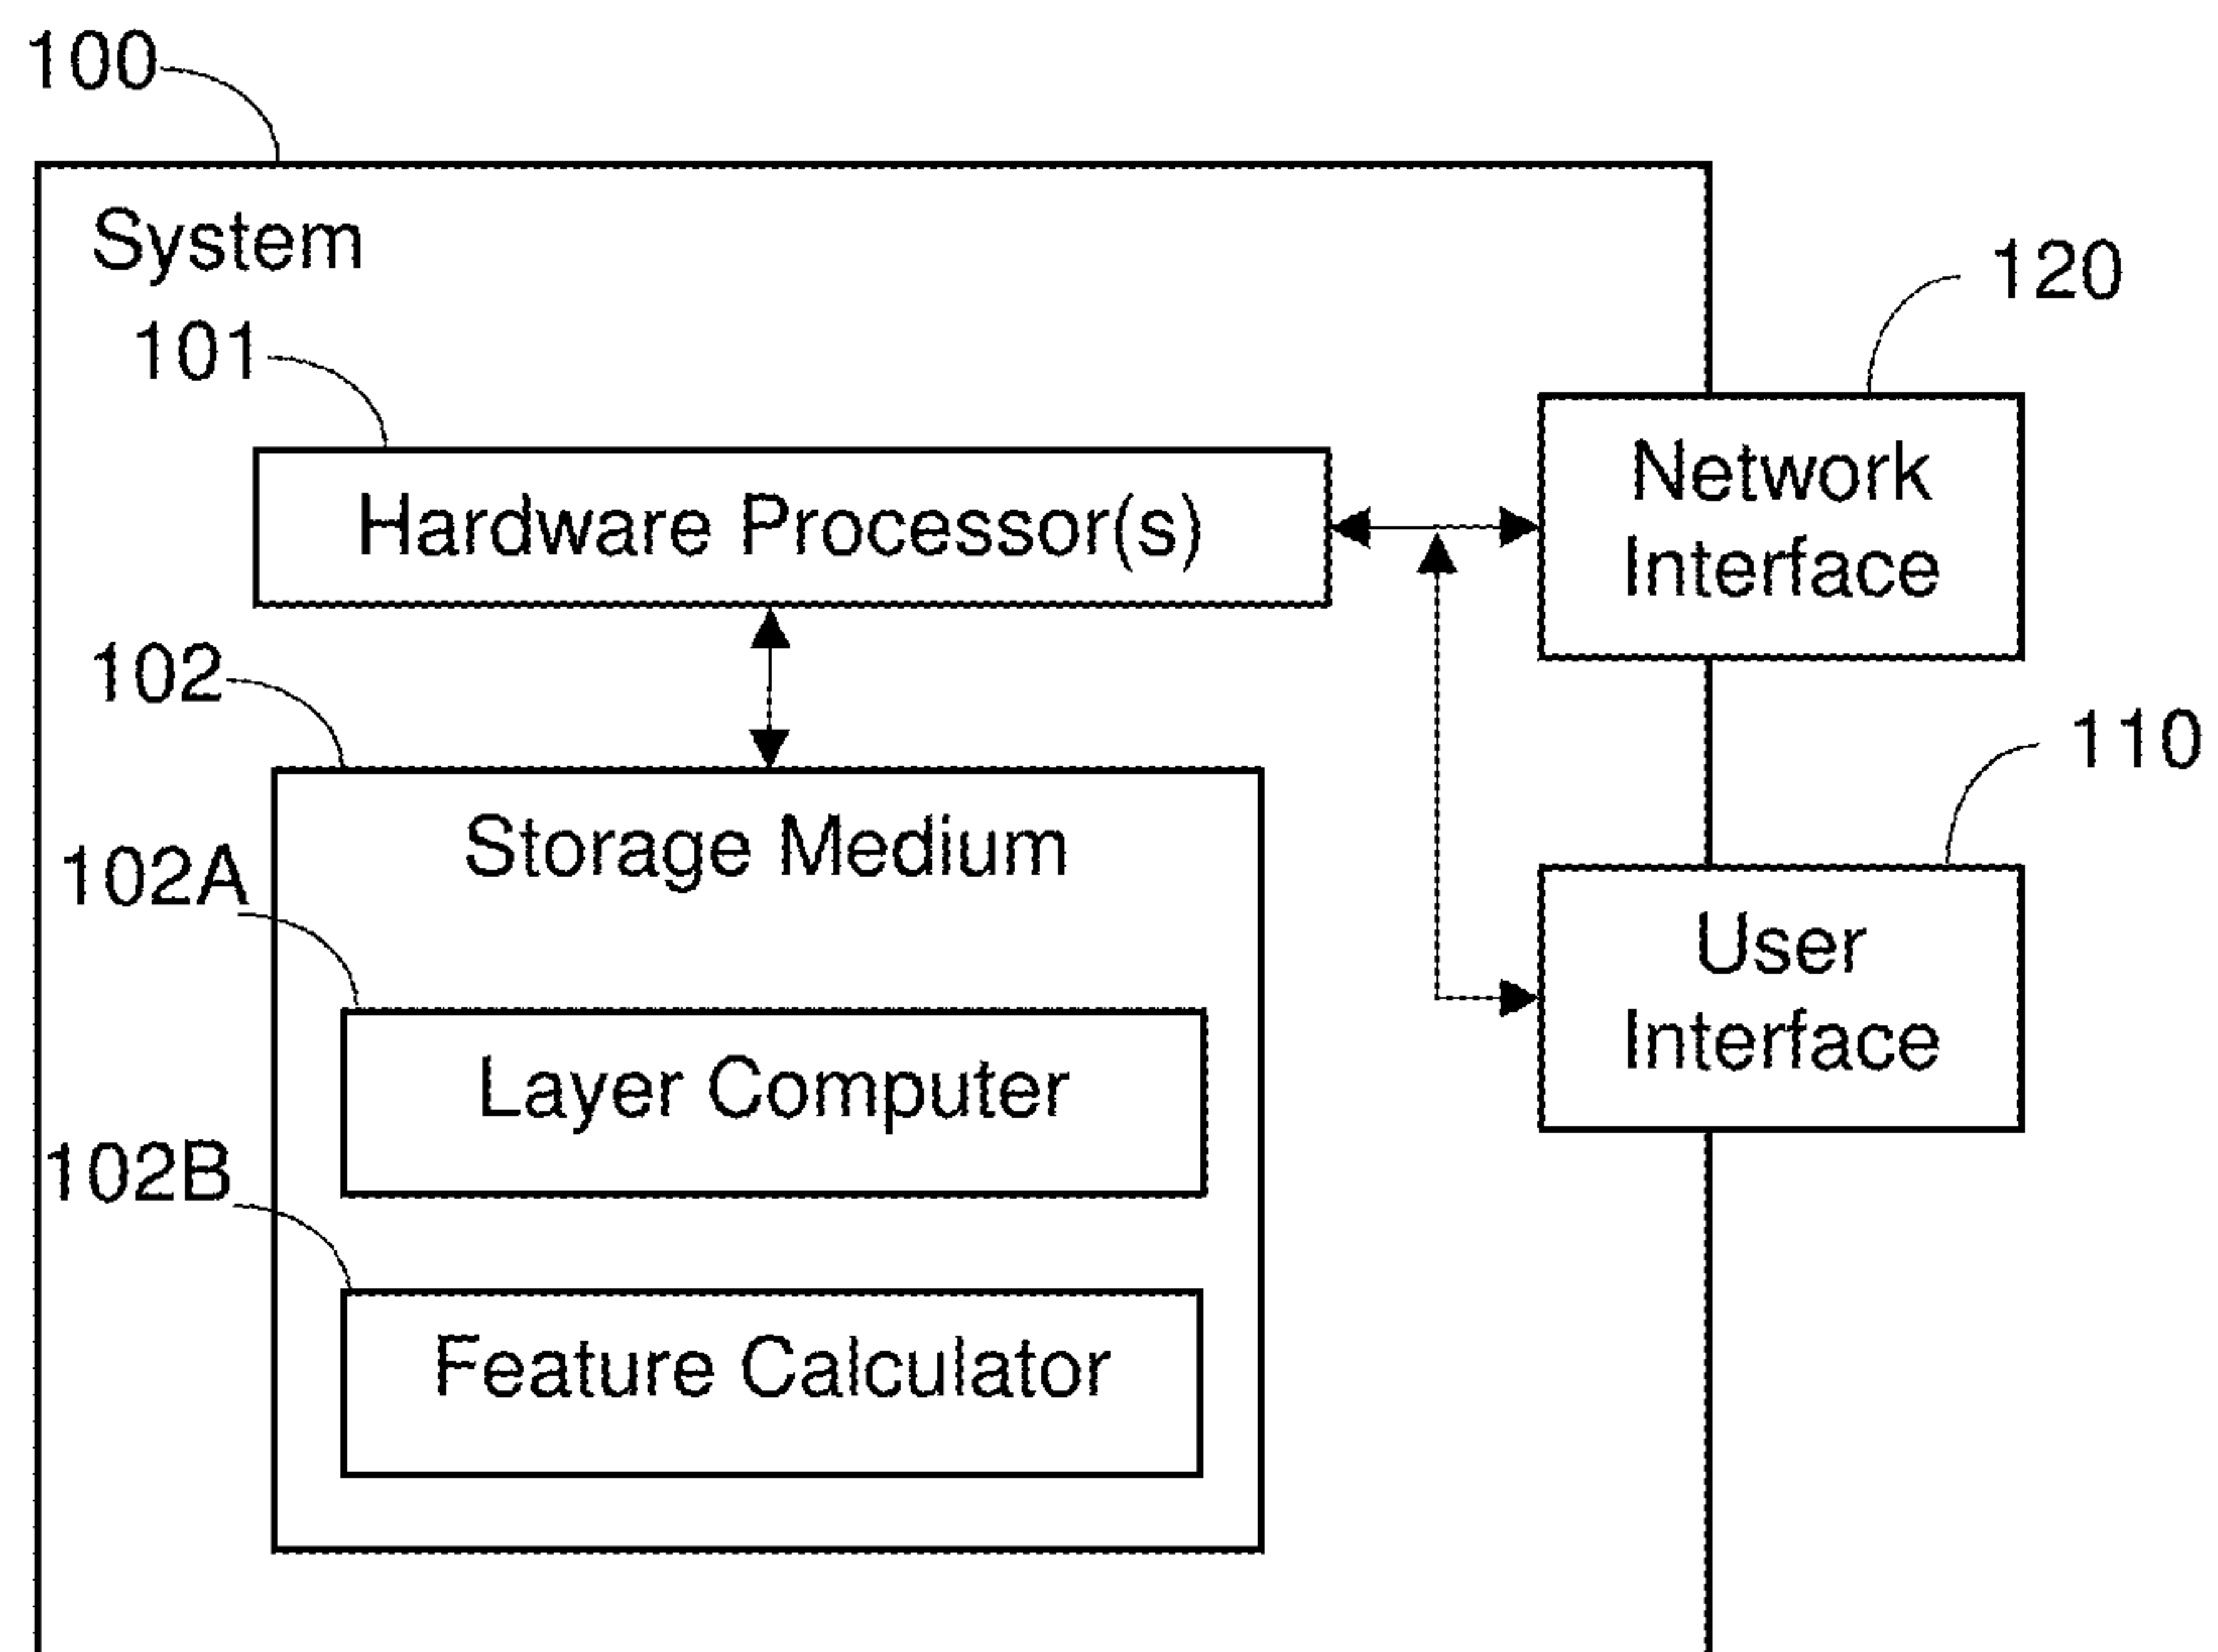 100
System
120
101
Network
Interface
Hardware Processor(s)
102
110
Storage Medium
102A
User
Interface
Layer Computer
102B
Feature Calculator